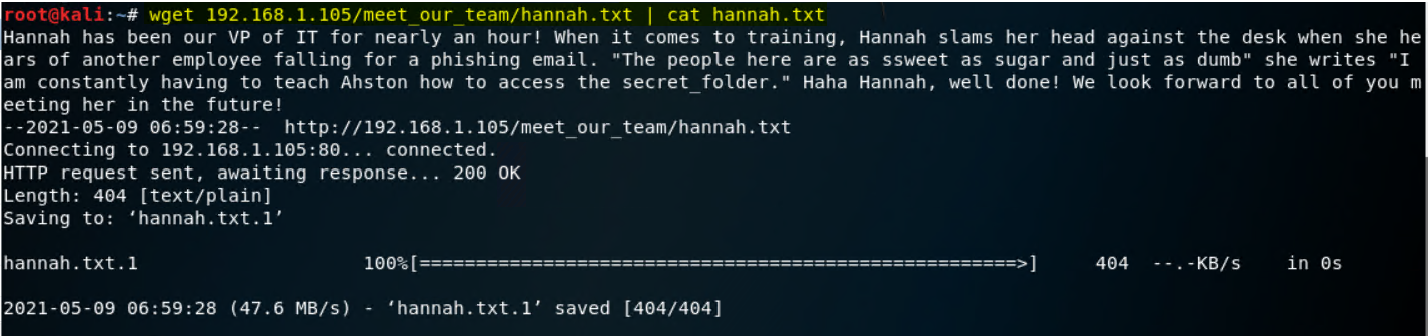 root@kali:~# wget 192.168.1.105/meet_our_team/hannah.txt | cat hannah.txt
Hannah has been our VP of IT for nearly an hour! When it comes to training, Hannah slams her head against the desk when she he
ars of another employee falling for a phishing email. "The people here are as ssweet as sugar and just as dumb" she writes "I
am constantly having to teach Ahston how to access the secret_folder." Haha Hannah, well done! We look forward to all of you m
eeting her in the future!
--2021-05-09 06:59:28--  http://192.168.1.105/meet_our_team/hannah.txt
Connecting to 192.168.1.105:80... connected.
HTTP request sent, awaiting response... 200 OK
Length: 404 [text/plain]
Saving to: ‘hannah.txt.1’
hannah.txt.1                  100%[=====================================================>]     404  --.-KB/s    in 0s
2021-05-09 06:59:28 (47.6 MB/s) - ‘hannah.txt.1’ saved [404/404]